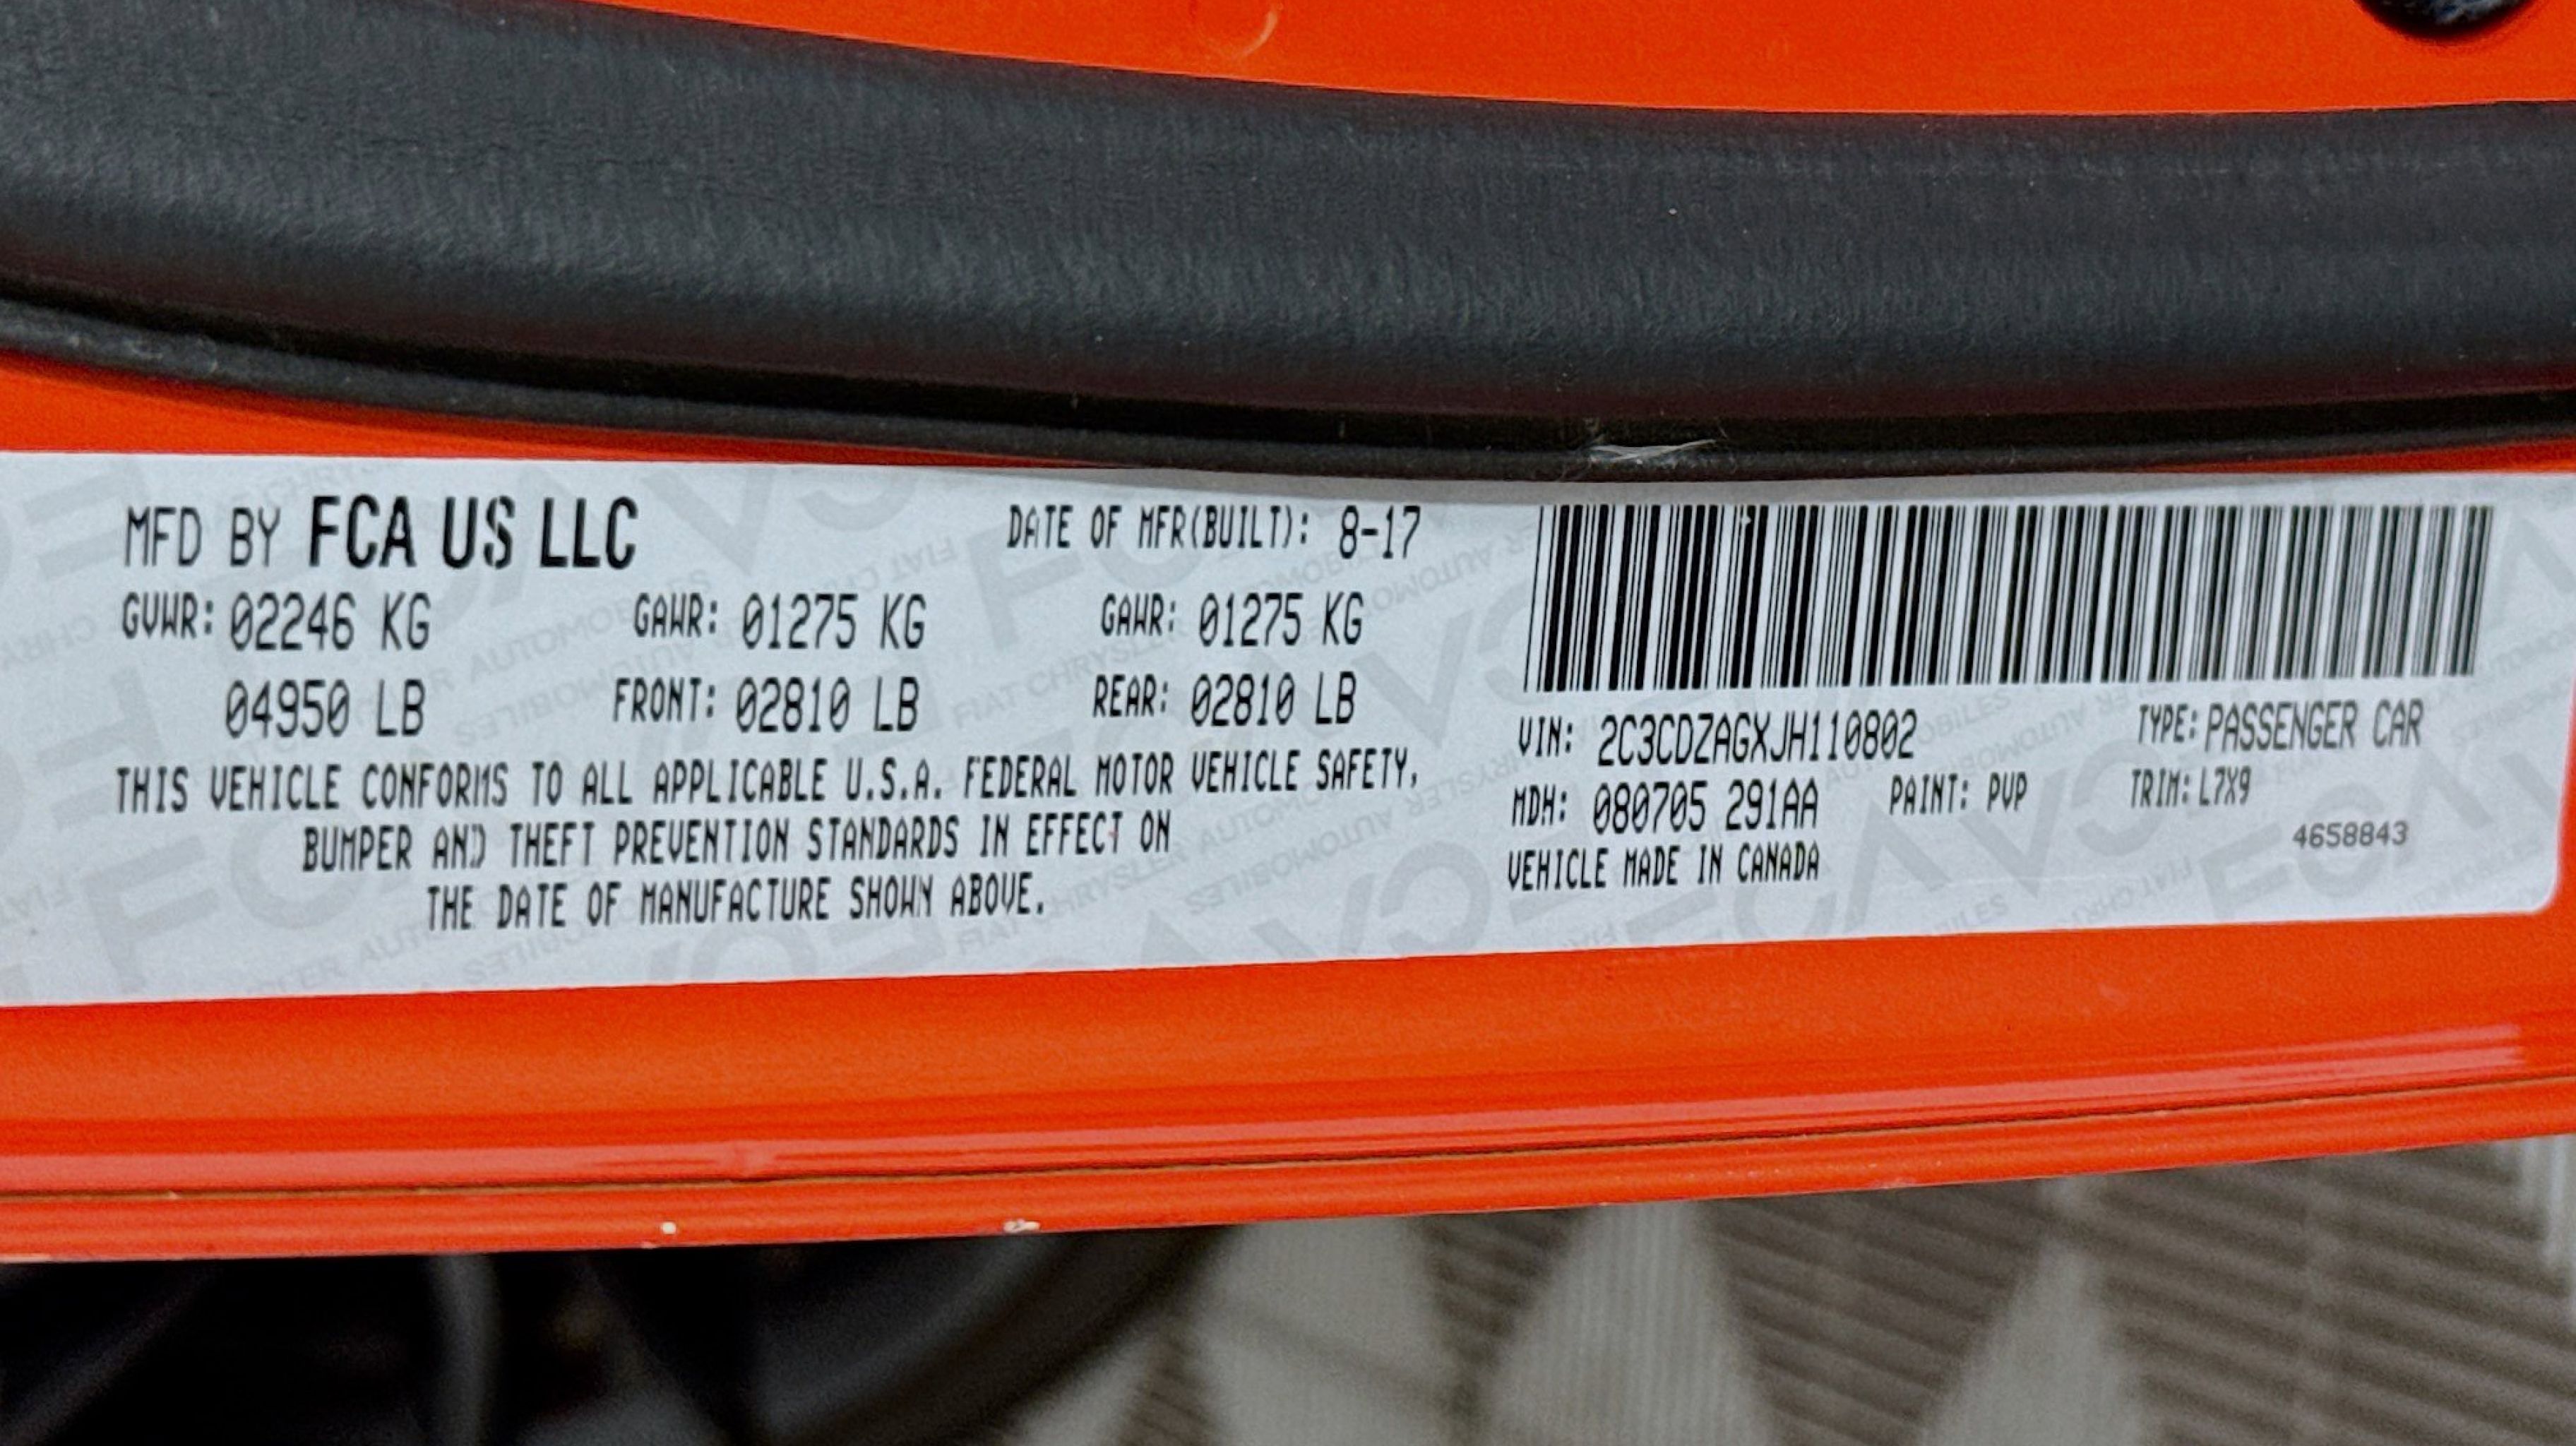 MFD BY FCA US LLC DATE OF MFR(BUILT): 8-17
GVWR: 02246 KG GAWR: 01275 KG GAWR: 01275 KG
04950 LB FRONT: 02810 LB REAR: 02810 LB
THIS VEHICLE CONFORMS TO ALL APPLICABLE U.S.A. FEDERAL MOTOR VEHICLE SAFETY,
BUMPER AND THEFT PREVENTION STANDARDS IN EFFECT ON
THE DATE OF MANUFACTURE SHOWN ABOVE.
VIN: 2C3CDZAGXJH110802 TYPE: PASSENGER CAR
MDH: 080705 291AA PAINT: PVP TRIM: L7X9
4658843
VEHICLE MADE IN CANADA